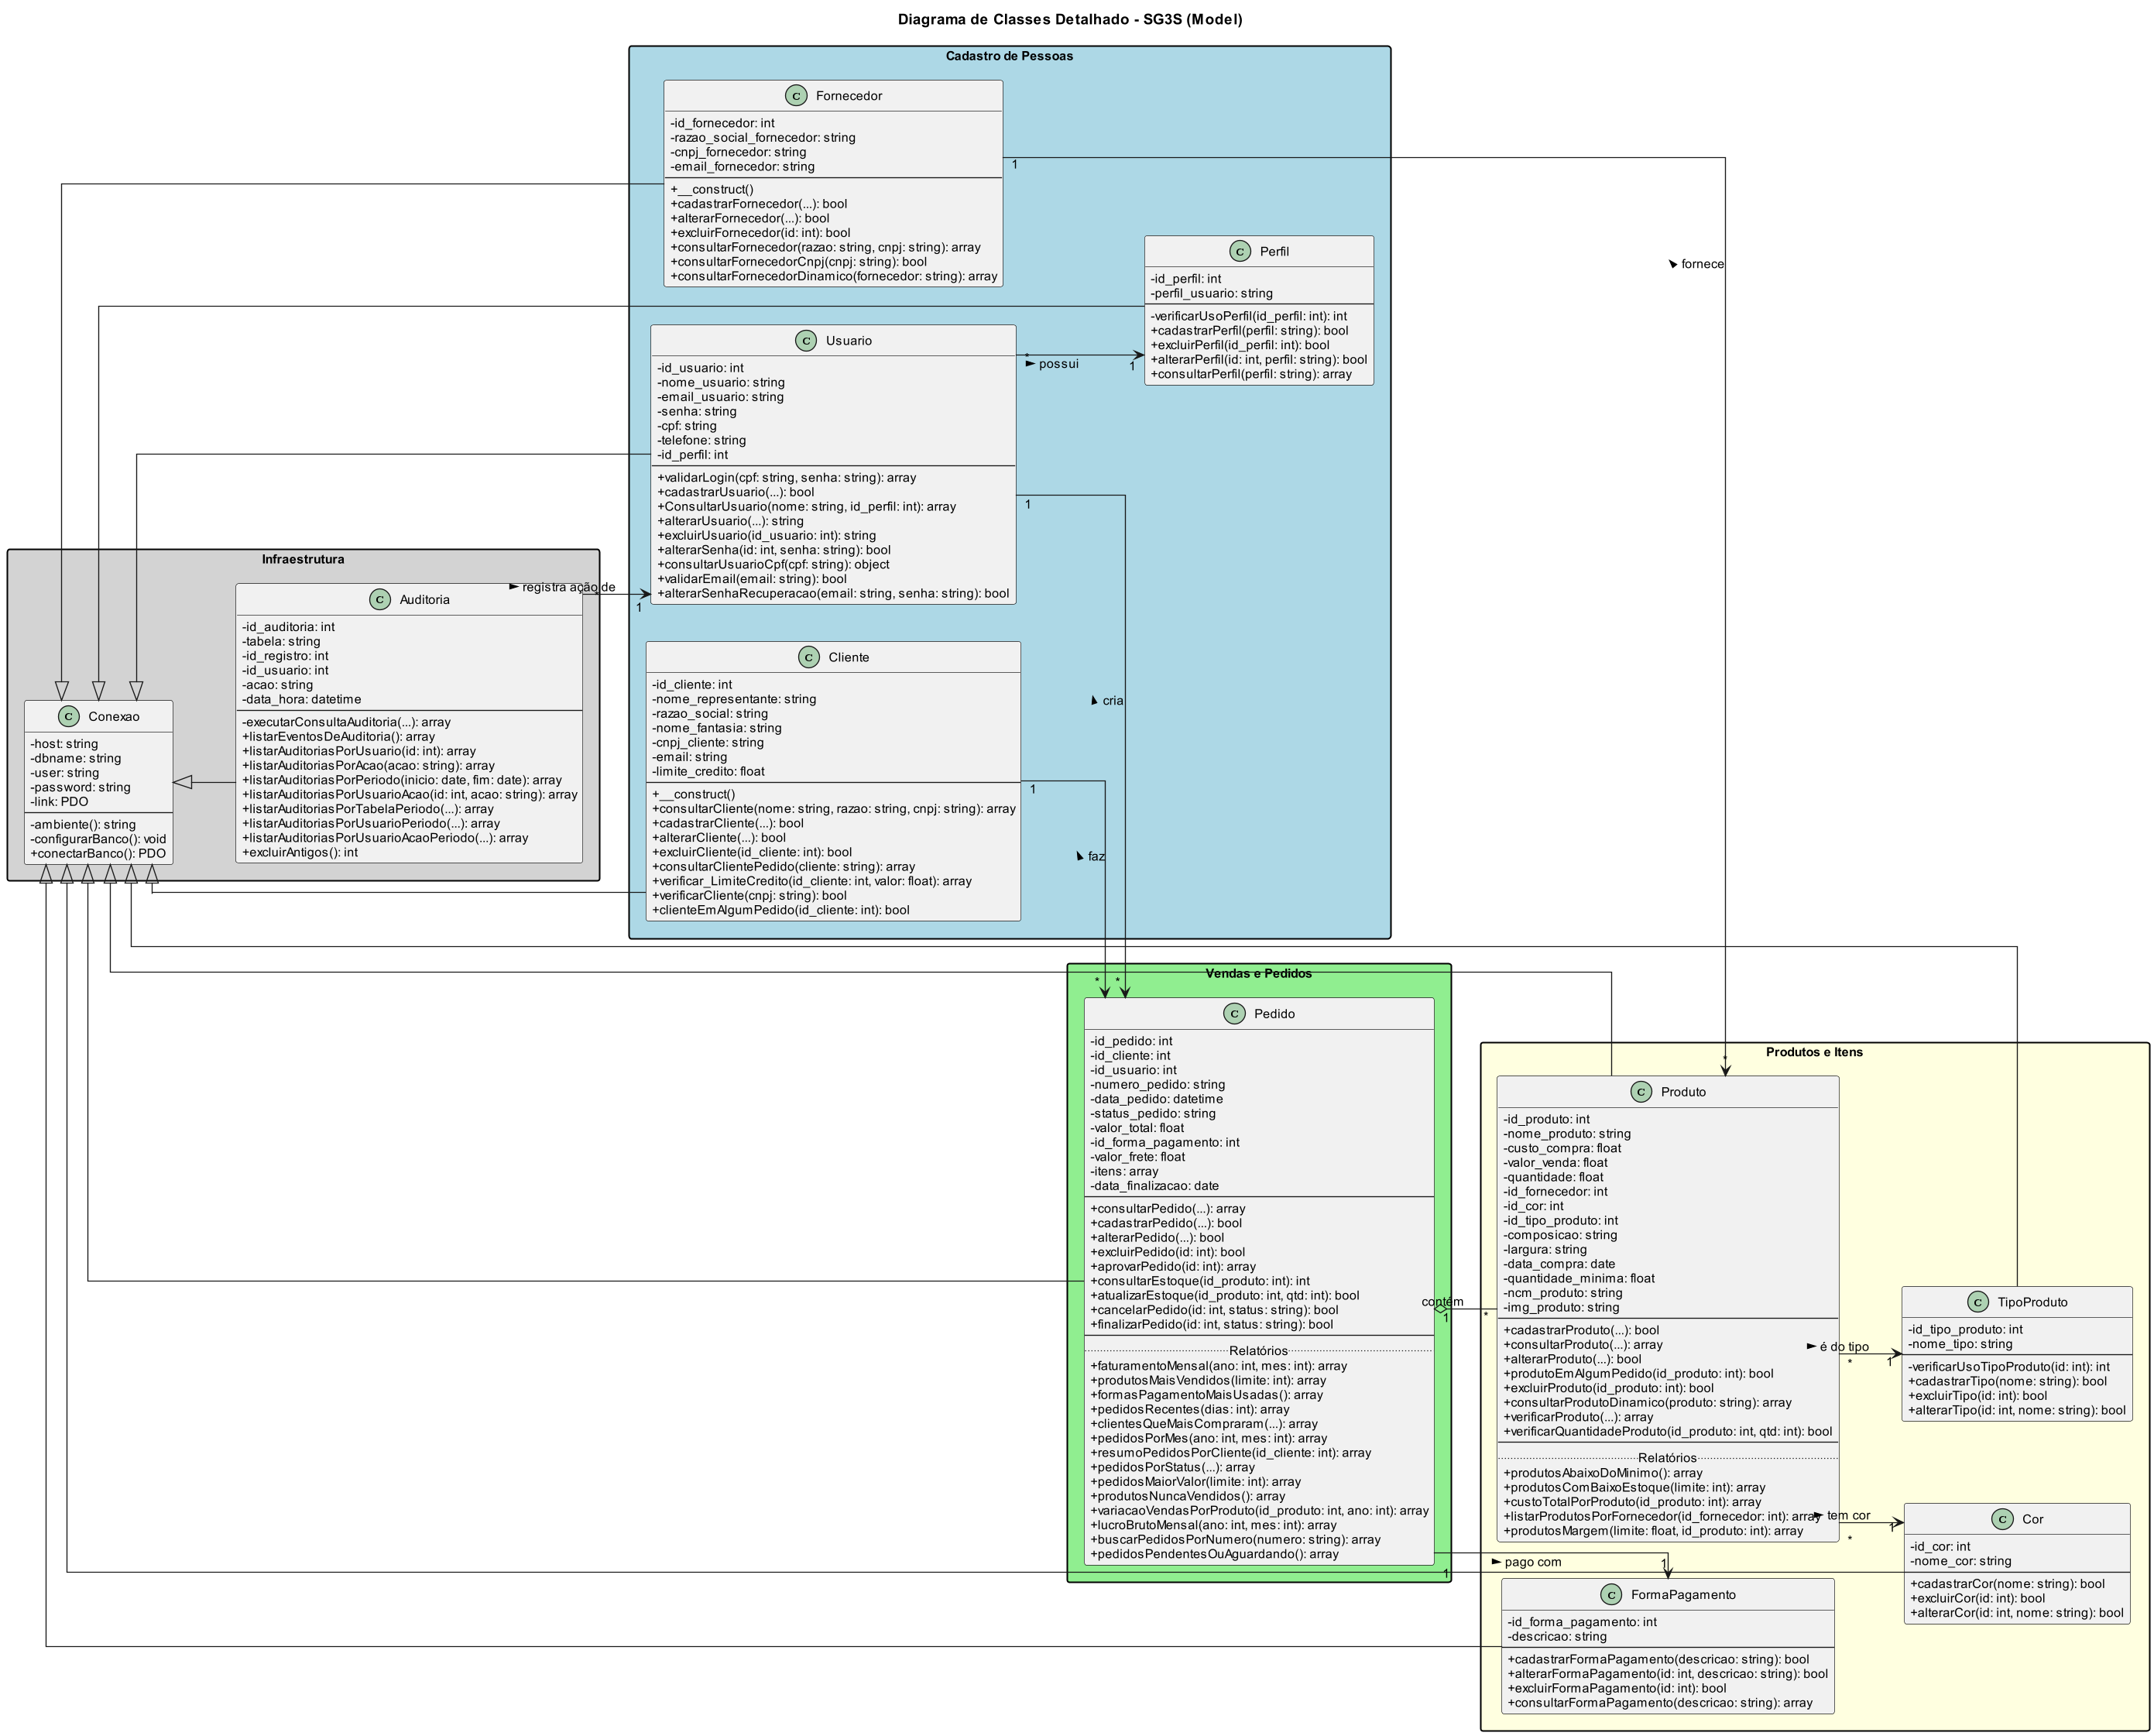 Diagrama de Classes Detalhado - SG3S (Model)
Cadastro de Pessoas
C Fornecedor
-id_fornecedor: int
-razao_social_fornecedor: string
-cnpj_fornecedor: string
-email_fornecedor: string
+__construct()
+cadastrarFornecedor(...): bool
+alterarFornecedor(...): bool
+excluirFornecedor(id: int): bool
+consultarFornecedor(razao: string, cnpj: string): array
+consultarFornecedorCnpj(cnpj: string): bool
+consultarFornecedorDinamico(fornecedor: string): array
1
fornece
C Perfil
-id_perfil: int
-perfil_usuario: string
-verificarUsoPerfil(id_perfil: int): int
+cadastrarPerfil(perfil: string): bool
+excluirPerfil(id_perfil: int): bool
+alterarPerfil(id: int, perfil: string): bool
+consultarPerfil(perfil: string): array
C Usuario
-id_usuario: int
-nome_usuario: string
-email_usuario: string
-senha: string
-cpf: string
-telefone: string
-id_perfil: int
+validarLogin(cpf: string, senha: string): array
+cadastrarUsuario(...): bool
+ConsultarUsuario(nome: string, id_perfil: int): array
+alterarUsuario(...): string
+excluirUsuario(id_usuario: int): string
+alterarSenha(id: int, senha: string): bool
+consultarUsuarioCpf(cpf: string): object
+validarEmail(email: string): bool
+alterarSenhaRecuperacao(email: string, senha: string): bool
*
possui
1
1
cria
Infraestrutura
C Auditoria
-id_auditoria: int
-tabela: string
-id_registro: int
-id_usuario: int
-acao: string
-data_hora: datetime
-executarConsultaAuditoria(...): array
+listarEventosDeAuditoria(): array
+listarAuditoriasPorUsuario(id: int): array
+listarAuditoriasPorAcao(acao: string): array
+listarAuditoriasPorPeriodo(inicio: date, fim: date): array
+listarAuditoriasPorUsuarioAcao(id: int, acao: string): array
+listarAuditoriasPorTabelaPeriodo(...): array
+listarAuditoriasPorUsuarioPeriodo(...): array
+listarAuditoriasPorUsuarioAcaoPeriodo(...): array
+excluirAntigos(): int
registra ação de
1
C Conexao
-host: string
-dbname: string
-user: string
-password: string
-link: PDO
-ambiente(): string
-configurarBanco(): void
+conectarBanco(): PDO
C Cliente
-id_cliente: int
-nome_representante: string
-razao_social: string
-nome_fantasia: string
-cnpj_cliente: string
-email: string
-limite_credito: float
+__construct()
+consultarCliente(nome: string, razao: string, cnpj: string): array
+cadastrarCliente(...): bool
+alterarCliente(...): bool
+excluirCliente(id_cliente: int): bool
+consultarClientePedido(cliente: string): array
+verificar_LimiteCredito(id_cliente: int, valor: float): array
+verificarCliente(cnpj: string): bool
+clienteEmAlgumPedido(id_cliente: int): bool
1
faz
Vendas e Pedidos
* *
C Pedido
-id_pedido: int
-id_cliente: int
-id_usuario: int
-numero_pedido: string
-data_pedido: datetime
-status_pedido: string
-valor_total: float
-id_forma_pagamento: int
-valor_frete: float
-itens: array
-data_finalizacao: date
+consultarPedido(...): array
+cadastrarPedido(...): bool
+alterarPedido(...): bool
+excluirPedido(id: int): bool
+aprovarPedido(id: int): array
+consultarEstoque(id_produto: int): int
+atualizarEstoque(id_produto: int, qtd: int): bool
+cancelarPedido(id: int, status: string): bool
+finalizarPedido(id: int, status: string): bool
Relatórios
+faturamentoMensal(ano: int, mes: int): array
+produtosMaisVendidos(limite: int): array
+formasPagamentoMaisUsadas(): array
+pedidosRecentes(dias: int): array
+clientesQueMaisCompraram(...): array
+pedidosPorMes(ano: int, mes: int): array
+resumoPedidosPorCliente(id_cliente: int): array
+pedidosPorStatus(...): array
+pedidosMaiorValor(limite: int): array
+produtosNuncaVendidos(): array
+variacaoVendasPorProduto(id_produto: int, ano: int): array
+lucroBrutoMensal(ano: int, mes: int): array
+buscarPedidosPorNumero(numero: string): array
+pedidosPendentesOuAguardando(): array
contém
1
*
pago com
1
1
Produtos e Itens
*
C Produto
-id_produto: int
-nome_produto: string
-custo_compra: float
-valor_venda: float
-quantidade: float
-id_fornecedor: int
-id_cor: int
-id_tipo_produto: int
-composicao: string
-largura: string
-data_compra: date
-quantidade_minima: float
-ncm_produto: string
-img_produto: string
+cadastrarProduto(...): bool
+consultarProduto(...): array
+alterarProduto(...): bool
+produtoEmAlgumPedido(id_produto: int): bool
+excluirProduto(id_produto: int): bool
+consultarProdutoDinamico(produto: string): array
+verificarProduto(...): array
+verificarQuantidadeProduto(id_produto: int, qtd: int): bool
Relatórios
+produtosAbaixoDoMinimo(): array
+produtosComBaixoEstoque(limite: int): array
+custoTotalPorProduto(id_produto: int): array
+listarProdutosPorFornecedor(id_fornecedor: int): array
+produtosMargem(limite: float, id_produto: int): array
é do tipo
*
1
tem cor
*
1
C TipoProduto
-id_tipo_produto: int
-nome_tipo: string
-verificarUsoTipoProduto(id: int): int
+cadastrarTipo(nome: string): bool
+excluirTipo(id: int): bool
+alterarTipo(id: int, nome: string): bool
C Cor
-id_cor: int
-nome_cor: string
+cadastrarCor(nome: string): bool
+excluirCor(id: int): bool
+alterarCor(id: int, nome: string): bool
C FormaPagamento
-id_forma_pagamento: int
-descricao: string
+cadastrarFormaPagamento(descricao: string): bool
+alterarFormaPagamento(id: int, descricao: string): bool
+excluirFormaPagamento(id: int): bool
+consultarFormaPagamento(descricao: string): array